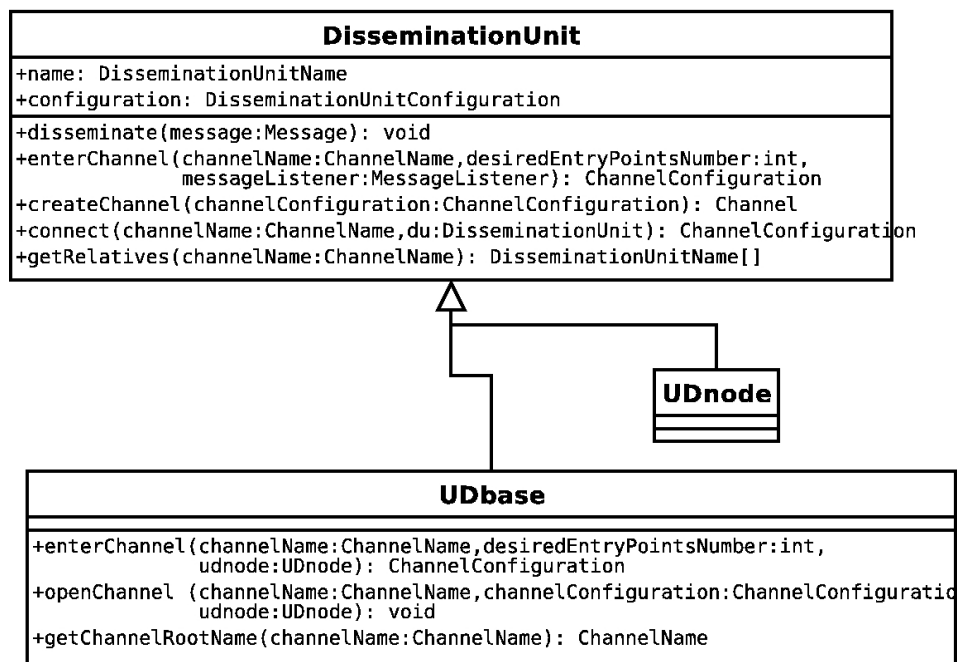 DisseminationUnit
+name: DisseminationUnitName
+configuration: DisseminationUnitConfiguration
+disseminate(message:Message): void
+enterChannel(channelName:ChannelName,desiredEntryPointsNumber:int,
messageListener:MessageListener): ChannelConfiguration
+createChannel(channelConfiguration:ChannelConfiguration): Channel
+connect(channelName:ChannelName,du:DisseminationUnit): ChannelConfiguration
+getRelatives(channelName:ChannelName): DisseminationUnitName[]
UDnode
UDbase
+enterChannel(channelName:ChannelName,desiredEntryPointsNumber:int,
udnode:UDnode): ChannelConfiguration
+openChannel (channelName:ChannelName,channelConfiguration:ChannelConfiguratio
udnode:UDnode): void
+getChannelRootName(channelName:ChannelName): ChannelName